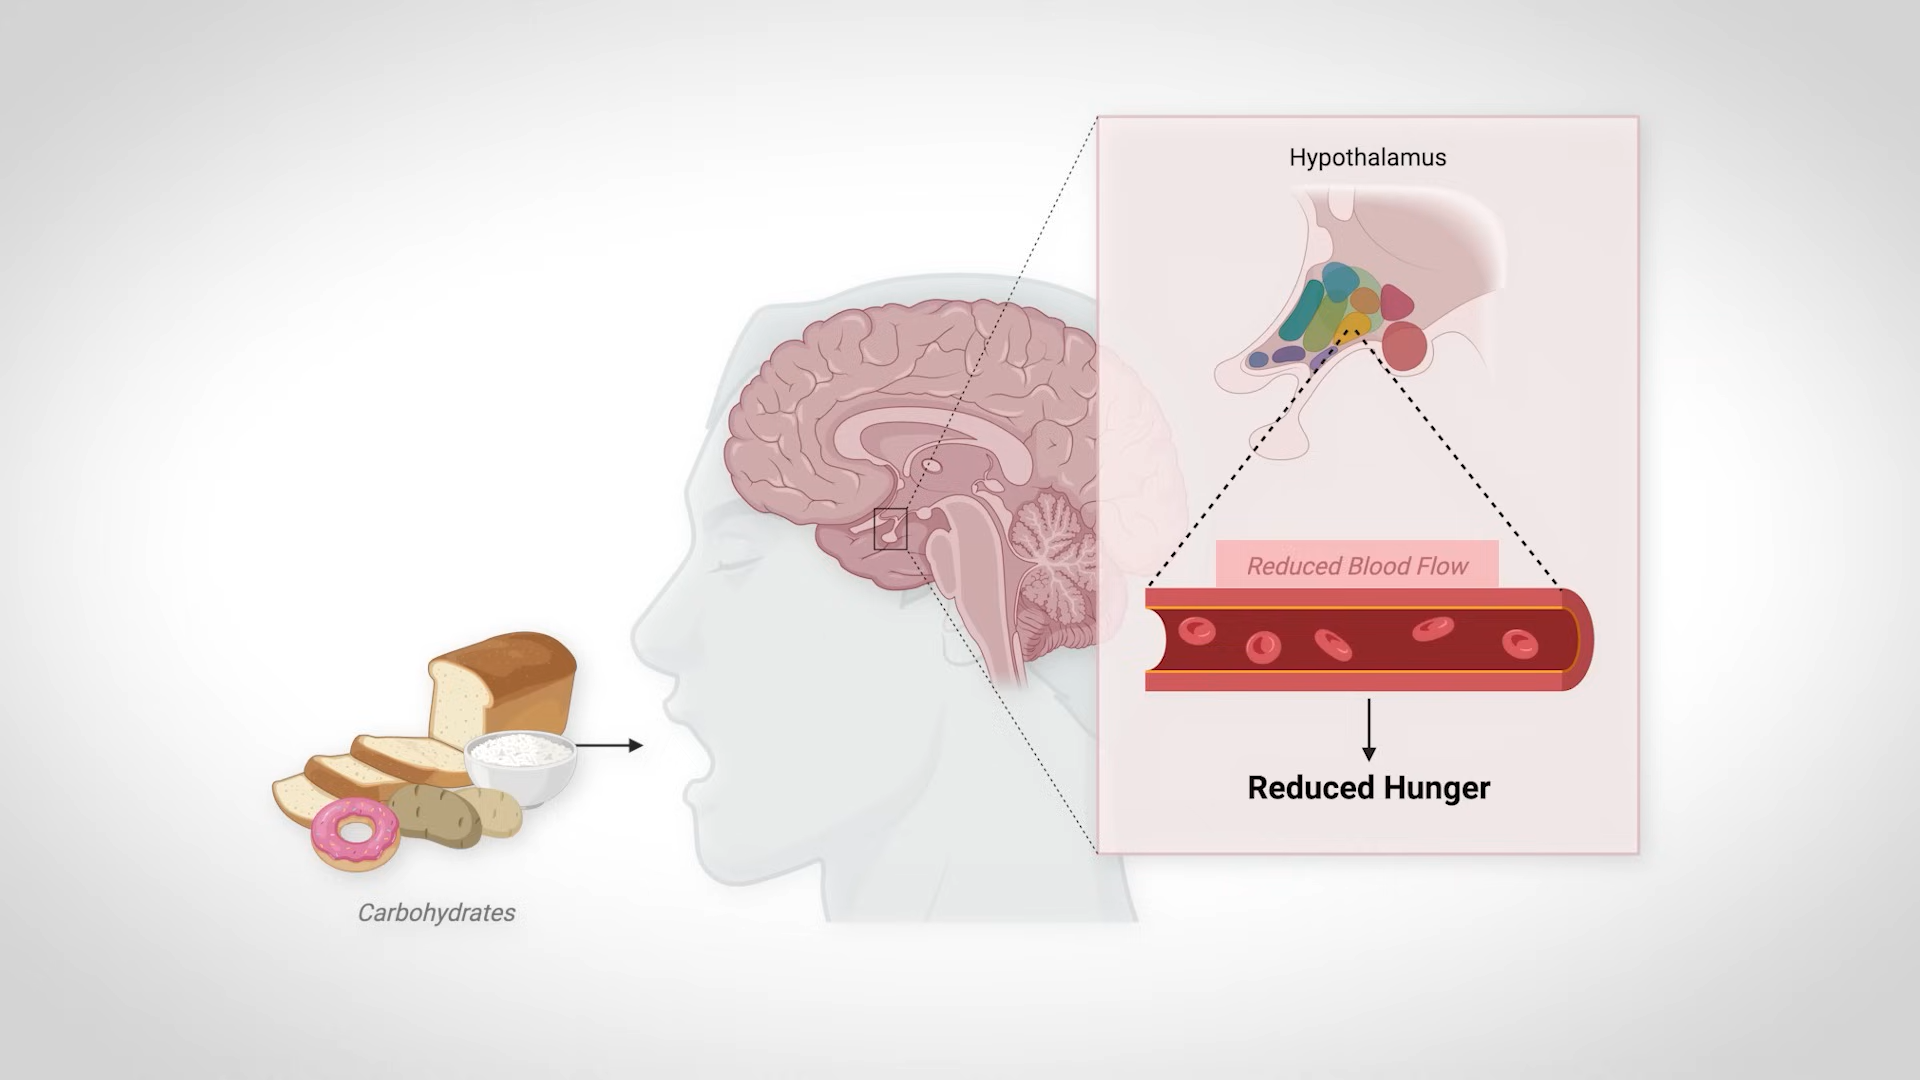 Hypothalamus
Reduced Blood Flow
Reduced Hunger
Carbohydrates